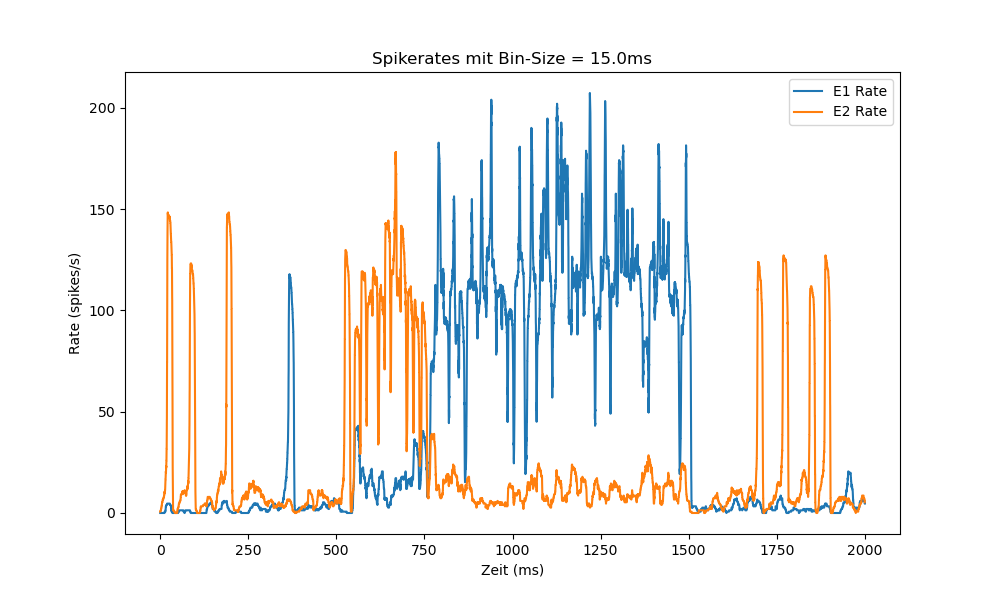 Spikerates mit Bin-Size = 15.0ms
E1 Rate
E2 Rate
Rate (spikes/s)
200
150
100
50
0
0 250 500 750 1000 1250 1500 1750 2000
Zeit (ms)